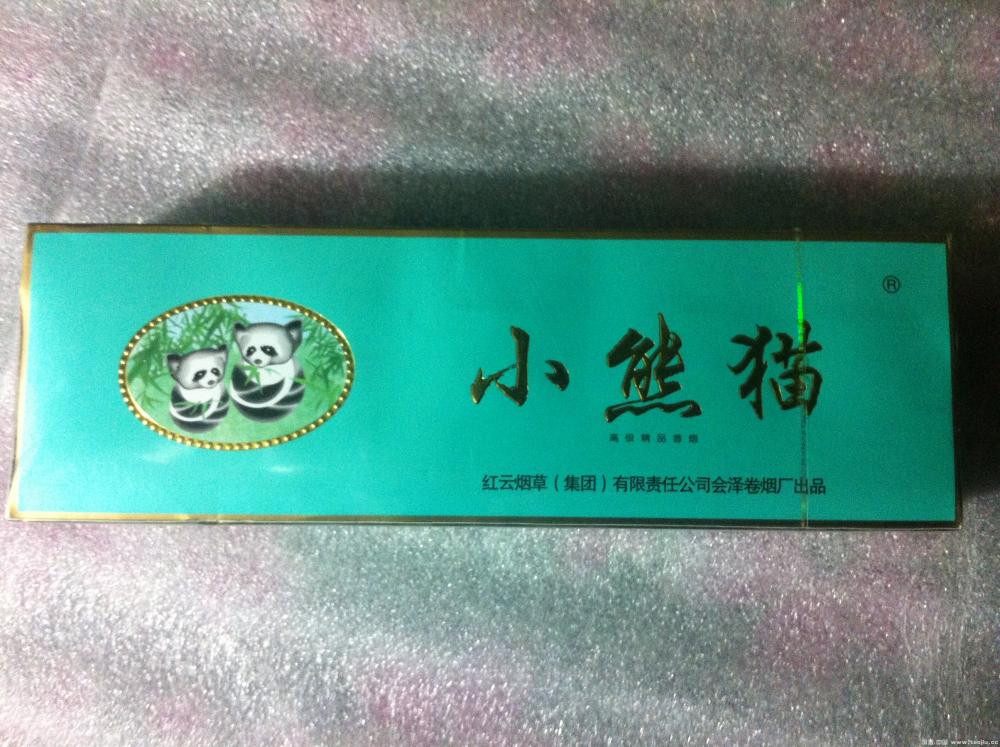 ®
小熊猫
高级精品香烟
红云烟草(集团)有限责任公司会泽卷烟厂出品